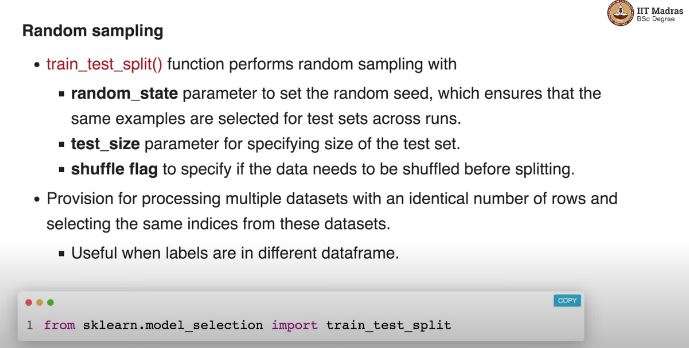 IIT Madras
BSc Degree
Random sampling
• train_test_split() function performs random sampling with
▪ random_state parameter to set the random seed, which ensures that the
same examples are selected for test sets across runs.
▪ test_size parameter for specifying size of the test set.
▪ shuffle flag to specify if the data needs to be shuffled before splitting.
• Provision for processing multiple datasets with an identical number of rows and
selecting the same indices from these datasets.
▪ Useful when labels are in different dataframe.
COPY
1 from sklearn.model_selection import train_test_split